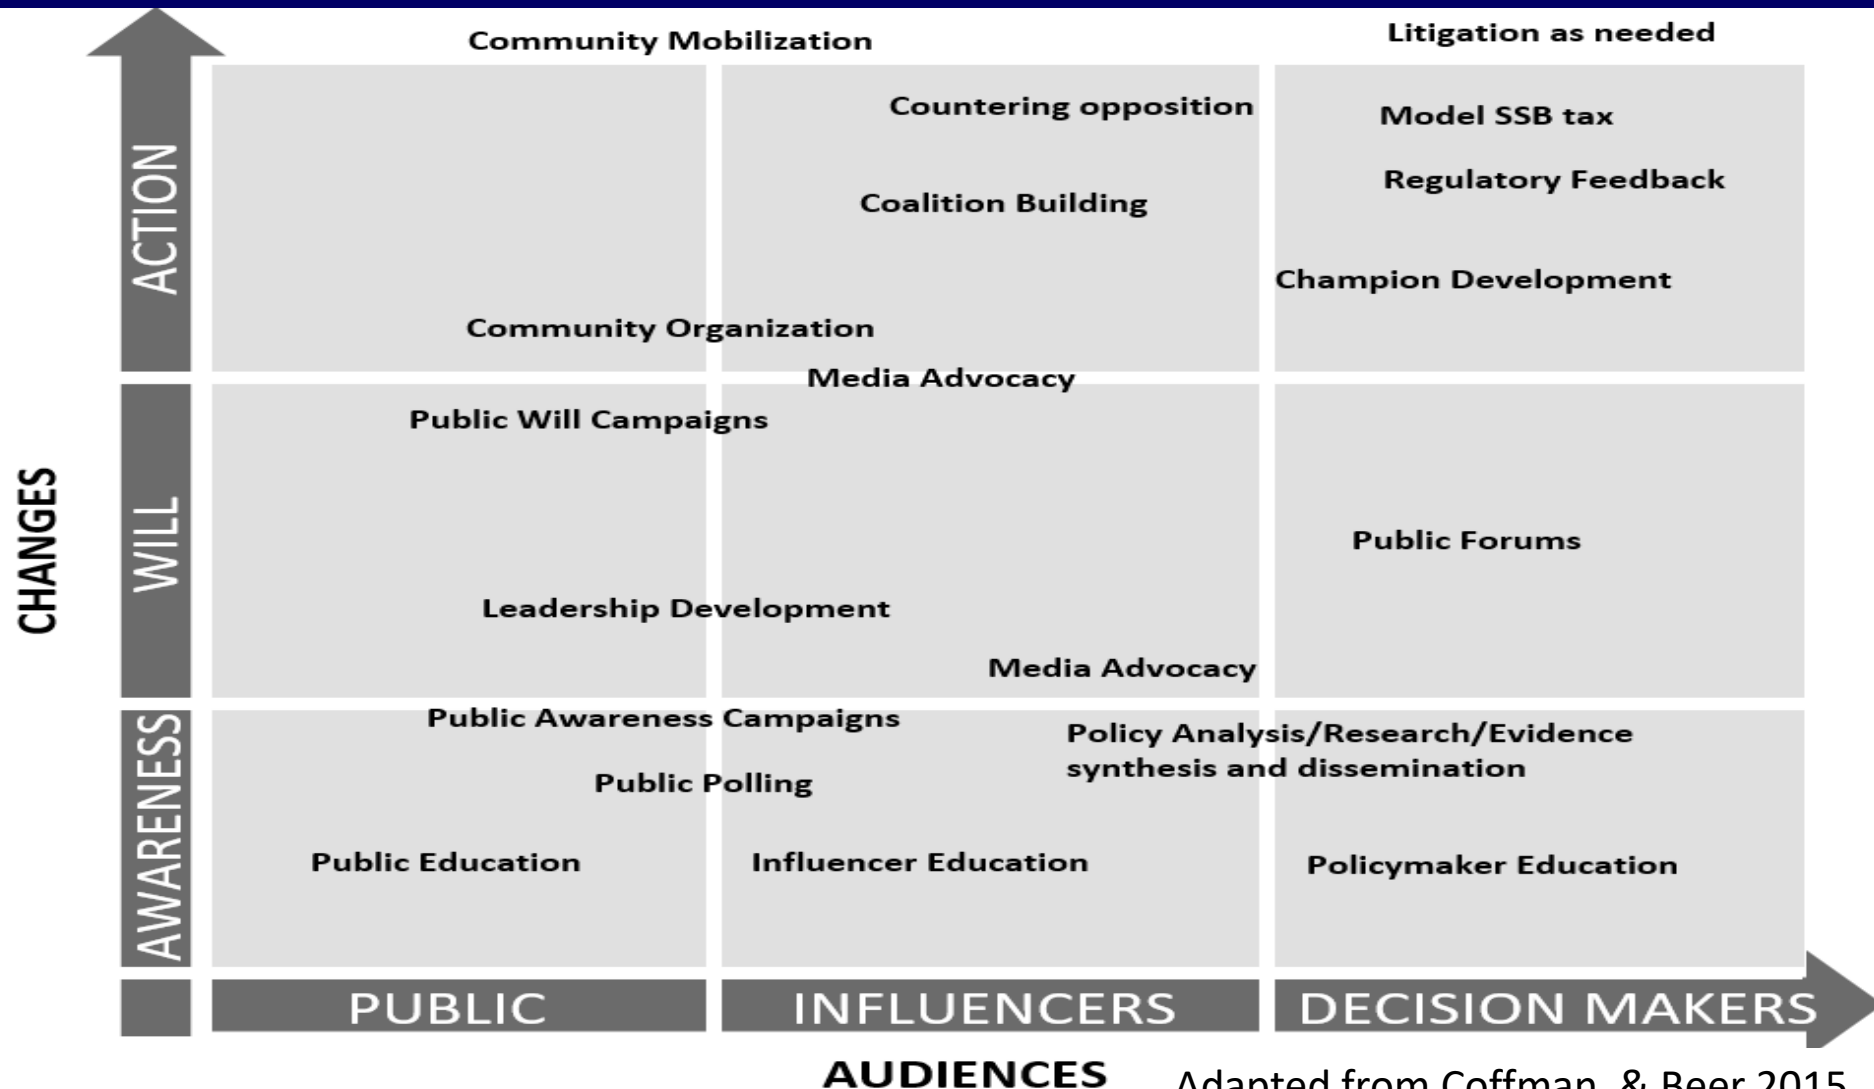 Community Mobilization
Litigation as needed
Countering opposition
Model SSB tax
Regulatory Feedback
Coalition Building
Champion Development
Community Organization
Media Advocacy
Public Will Campaigns
Public Forums
Leadership Development
Media Advocacy
Public Awareness Campaigns
Policy Analysis/Research/Evidence
synthesis and dissemination
Public Polling
Public Education
Influencer Education
Policymaker Education
CHANGES
ACTION
WILL
AWARENESS
PUBLIC
INFLUENCERS
DECISION MAKERS
AUDIENCES
Adapted from Coffman & Beer 2015